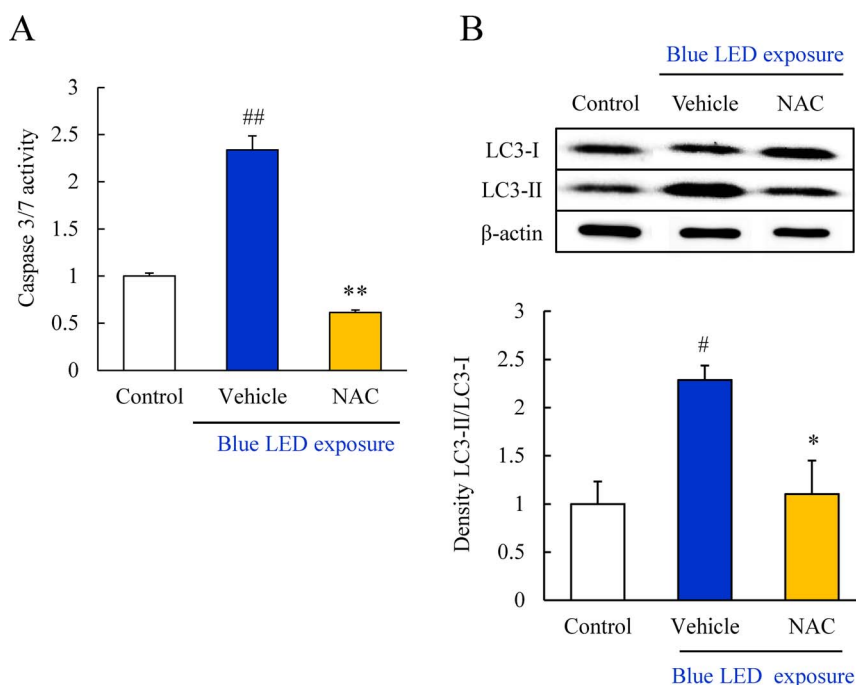 A
3
2.5
2
1.5
1
0.5
0
Caspase 3/7 activity
##
**
Control Vehicle NAC
Blue LED exposure
B
Blue LED exposure
Control Vehicle NAC
LC3-I
LC3-II
β-actin
3
2.5
2
1.5
1
0.5
0
Density LC3-II/LC3-I
#
*
Control Vehicle NAC
Blue LED exposure